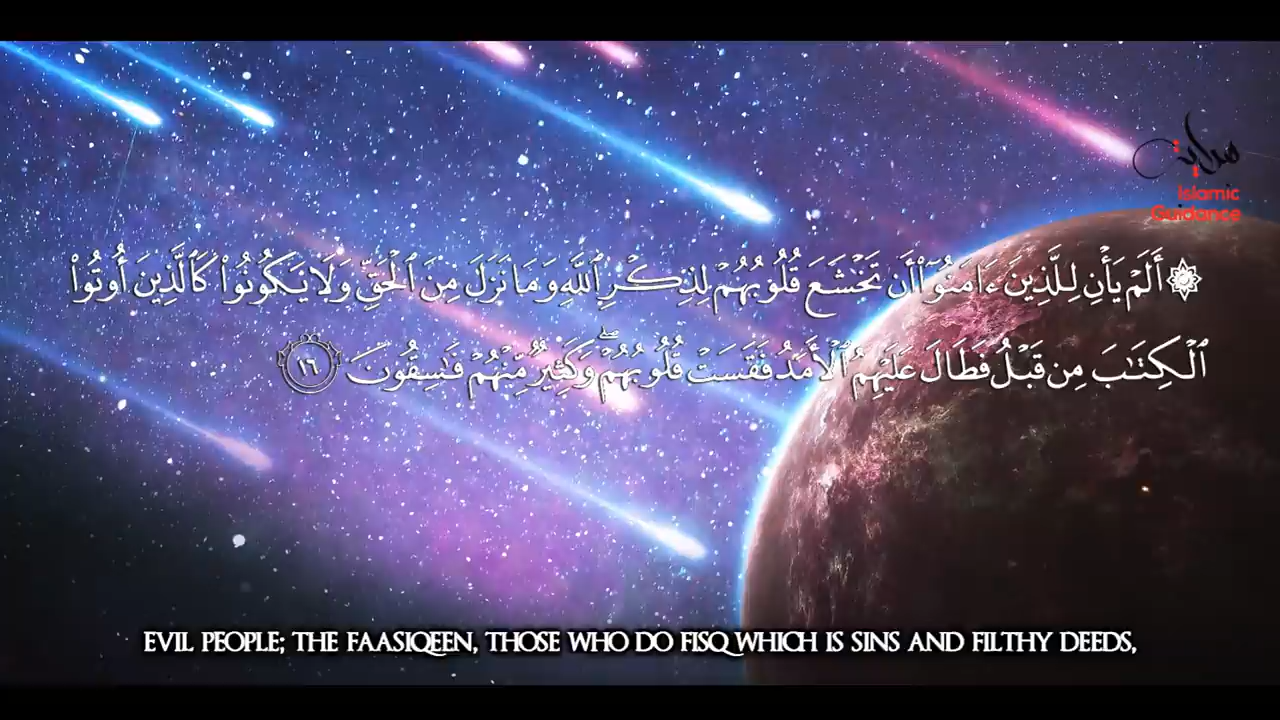 هداية
Islamic
Guidance
۞ أَلَمْ يَأْنِ لِلَّذِينَ ءَامَنُوٓا۟ أَن تَخْشَعَ قُلُوبُهُمْ لِذِكْرِ ٱللَّهِ وَمَا نَزَلَ مِنَ ٱلْحَقِّ وَلَا يَكُونُوا۟ كَٱلَّذِينَ أُوتُوا۟
ٱلْكِتَـٰبَ مِن قَبْلُ فَطَالَ عَلَيْهِمُ ٱلْأَمَدُ فَقَسَتْ قُلُوبُهُمْ ۖ وَكَثِيرٌ مِّنْهُمْ فَـٰسِقُونَ ١٦
EVIL PEOPLE; THE FAASIQEEN, THOSE WHO DO FISQ WHICH IS SINS AND FILTHY DEEDS,